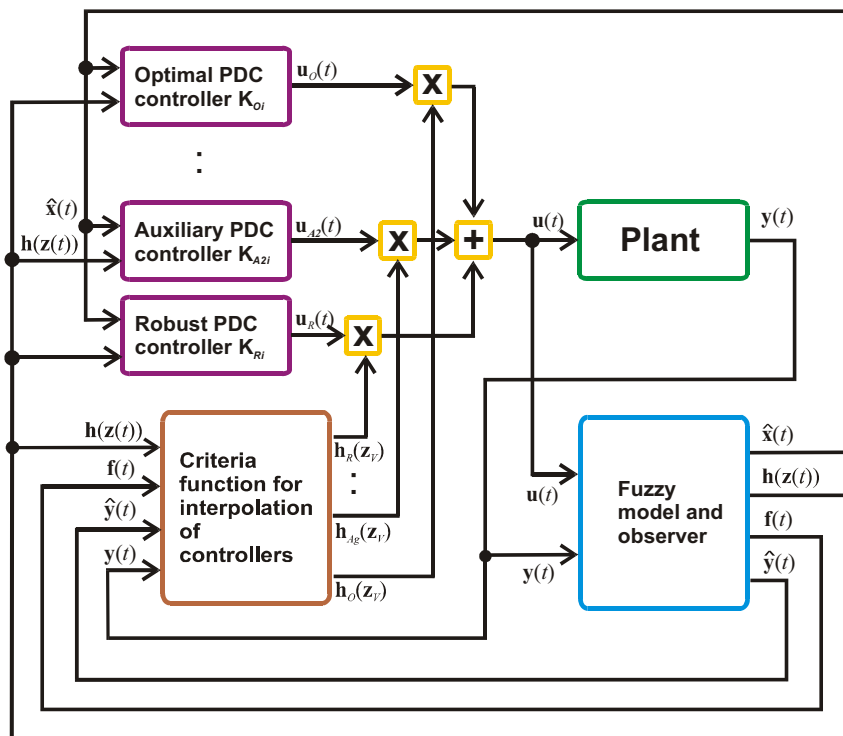 Optimal PDC
controller K_Oi
u_O(t)
X
:
x̂(t)
h(z(t))
Auxiliary PDC
controller K_A2i
u_A2(t)
X
+
u(t)
Plant
y(t)
Robust PDC
controller K_Ri
u_R(t)
X
h(z(t))
f(t)
ŷ(t)
y(t)
Criteria
function for
interpolation
of
controllers
h_R(z_V)
:
h_Ag(z_V)
h_O(z_V)
u(t)
y(t)
Fuzzy
model and
observer
x̂(t)
h(z(t))
f(t)
ŷ(t)